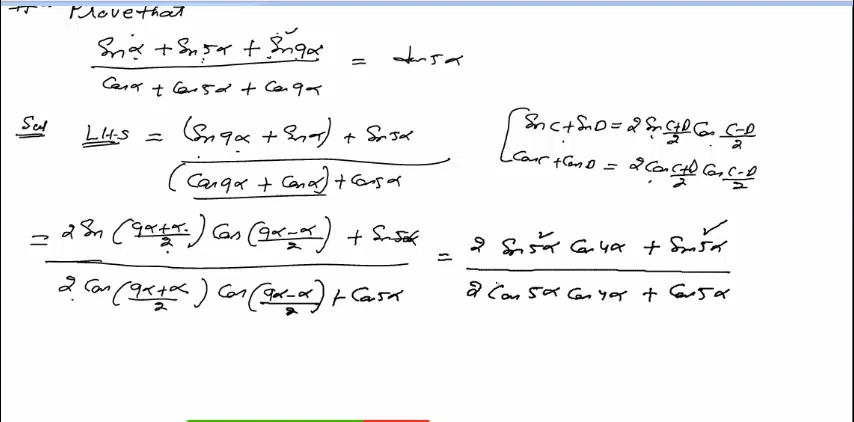 Prove that
Sin α + Sin 5α + Sin 9α
———————————— = tan 5α
Cos α + Cos 5α + Cos 9α
Sol L.H.S = (Sin 9α + Sin α) + Sin 5α
(Cos 9α + Cos α) + Cos 5α
Sin C + Sin D = 2 Sin C+D/2 Cos C-D/2
Cos C + Cos D = 2 Cos C+D/2 Cos C-D/2
= 2 Sin (9α+α/2) Cos (9α-α/2) + Sin 5α
2 Cos (9α+α/2) Cos (9α-α/2) + Cos 5α
= 2 Sin 5α Cos 4α + Sin 5α
2 Cos 5α Cos 4α + Cos 5α